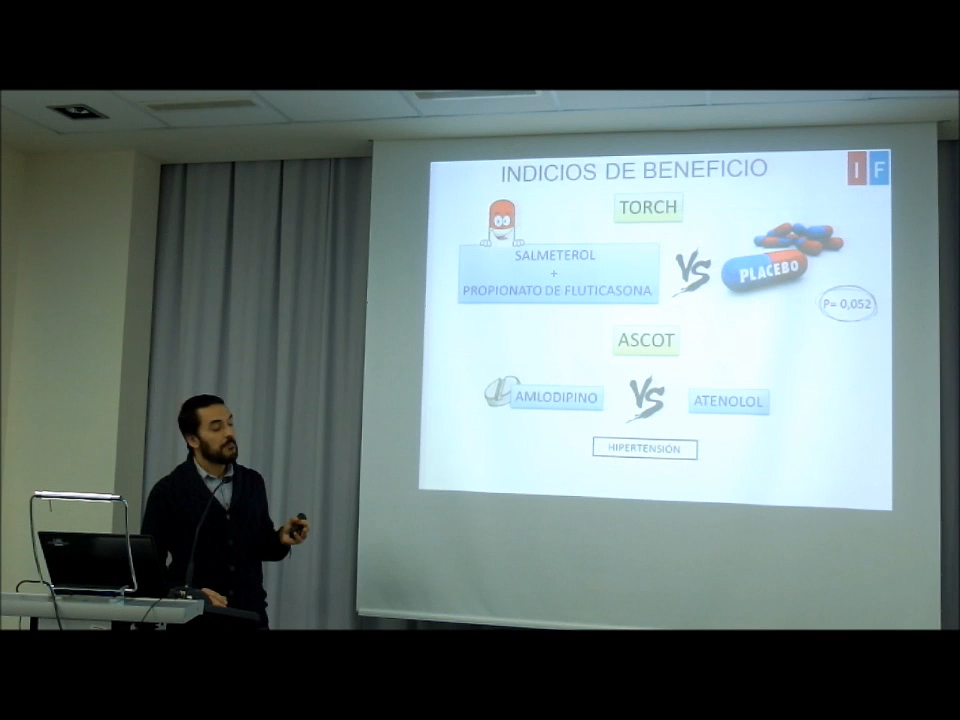 INDICIOS DE BENEFICIO
I F
TORCH
SALMETEROL
+
PROPIONATO DE FLUTICASONA
VS
PLACEBO
P= 0,052
ASCOT
AMLODIPINO
VS
ATENOLOL
HIPERTENSIÓN